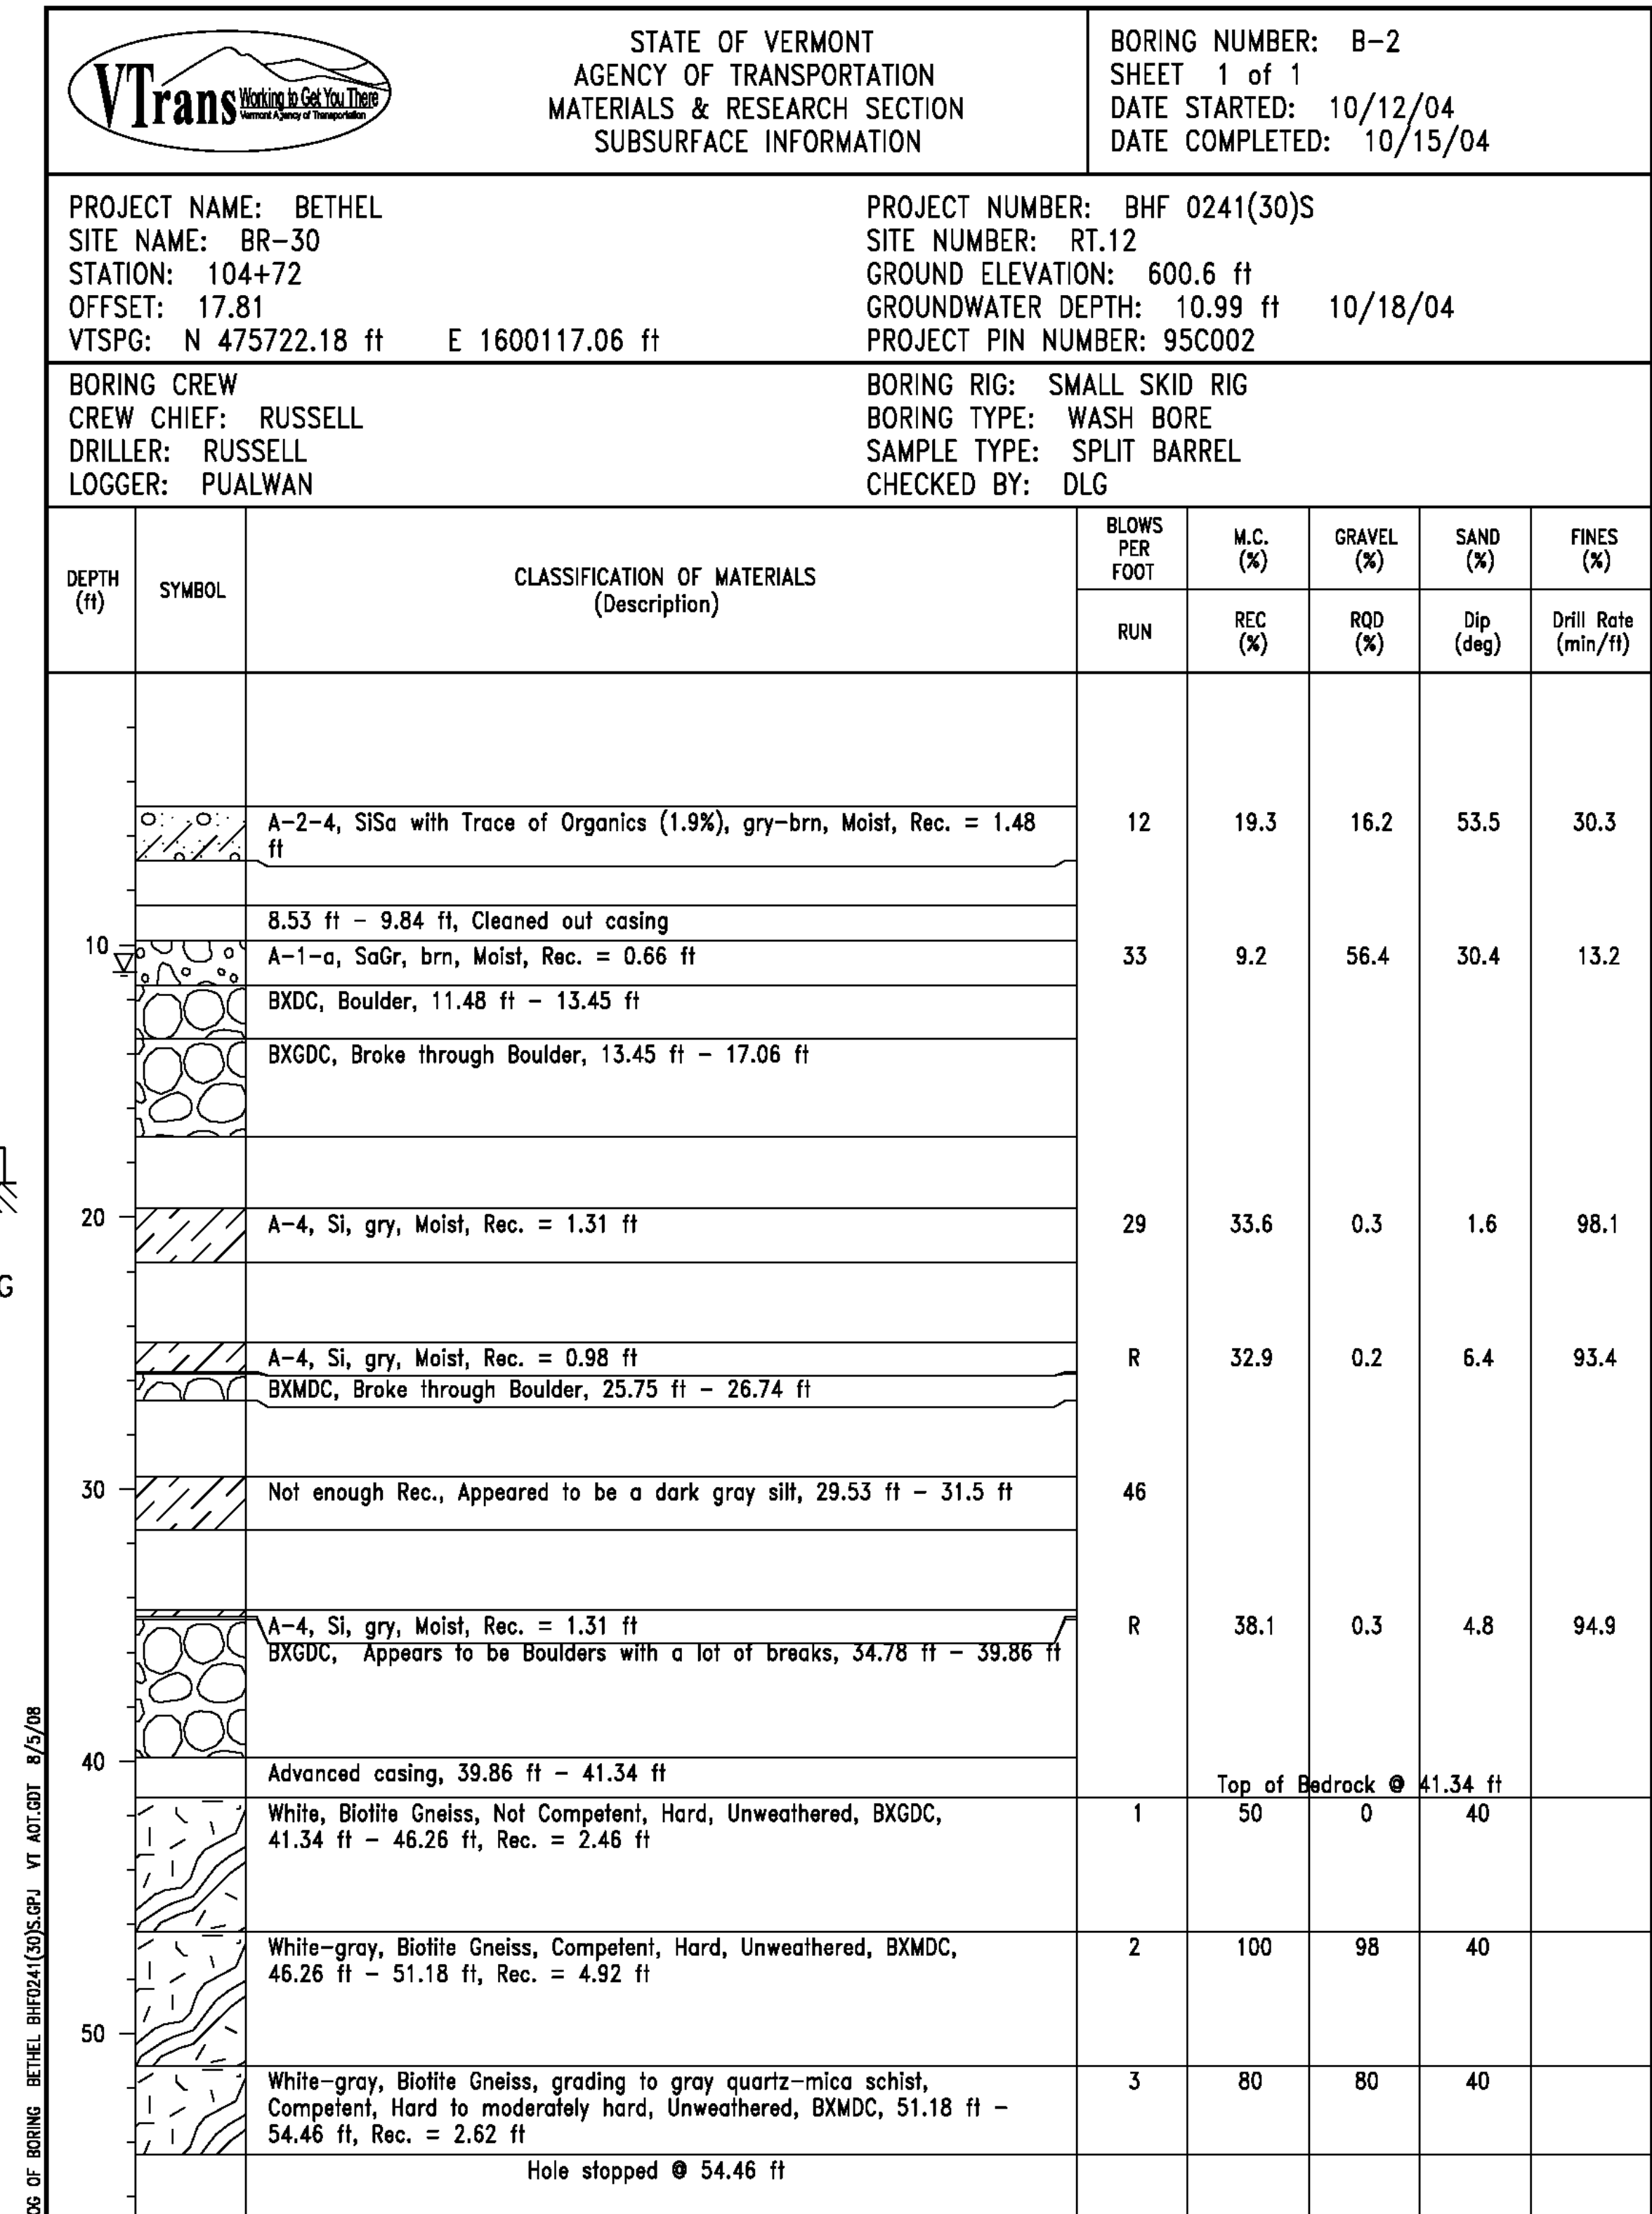 VTrans Working to Get You There
Vermont Agency of Transportation
STATE OF VERMONT
AGENCY OF TRANSPORTATION
MATERIALS & RESEARCH SECTION
SUBSURFACE INFORMATION
BORING NUMBER: B-2
SHEET 1 of 1
DATE STARTED: 10/12/04
DATE COMPLETED: 10/15/04
PROJECT NAME: BETHEL
SITE NAME: BR-30
STATION: 104+72
OFFSET: 17.81
VTSPG: N 475722.18 ft E 1600117.06 ft
PROJECT NUMBER: BHF 0241(30)S
SITE NUMBER: RT.12
GROUND ELEVATION: 600.6 ft
GROUNDWATER DEPTH: 10.99 ft 10/18/04
PROJECT PIN NUMBER: 95C002
BORING CREW
CREW CHIEF: RUSSELL
DRILLER: RUSSELL
LOGGER: PUALWAN
BORING RIG: SMALL SKID RIG
BORING TYPE: WASH BORE
SAMPLE TYPE: SPLIT BARREL
CHECKED BY: DLG
DEPTH
(ft)
SYMBOL
CLASSIFICATION OF MATERIALS
(Description)
BLOWS
PER
FOOT
M.C.
(%)
GRAVEL
(%)
SAND
(%)
FINES
(%)
RUN
REC
(%)
RQD
(%)
Dip
(deg)
Drill Rate
(min/ft)
A-2-4, SiSa with Trace of Organics (1.9%), gry-brn, Moist, Rec. = 1.48 12 19.3 16.2 53.5 30.3
ft
8.53 ft - 9.84 ft, Cleaned out casing
10 A-1-a, SaGr, brn, Moist, Rec. = 0.66 ft 33 9.2 56.4 30.4 13.2
BXDC, Boulder, 11.48 ft - 13.45 ft
BXGDC, Broke through Boulder, 13.45 ft - 17.06 ft
20 A-4, Si, gry, Moist, Rec. = 1.31 ft 29 33.6 0.3 1.6 98.1
A-4, Si, gry, Moist, Rec. = 0.98 ft R 32.9 0.2 6.4 93.4
BXMDC, Broke through Boulder, 25.75 ft - 26.74 ft
30 Not enough Rec., Appeared to be a dark gray silt, 29.53 ft - 31.5 ft 46
A-4, Si, gry, Moist, Rec. = 1.31 ft R 38.1 0.3 4.8 94.9
BXGDC, Appears to be Boulders with a lot of breaks, 34.78 ft - 39.86 ft
40 Advanced casing, 39.86 ft - 41.34 ft
Top of Bedrock @ 41.34 ft
White, Biotite Gneiss, Not Competent, Hard, Unweathered, BXGDC, 1 50 0 40
41.34 ft - 46.26 ft, Rec. = 2.46 ft
White-gray, Biotite Gneiss, Competent, Hard, Unweathered, BXMDC, 2 100 98 40
46.26 ft - 51.18 ft, Rec. = 4.92 ft
50
White-gray, Biotite Gneiss, grading to gray quartz-mica schist, 3 80 80 40
Competent, Hard to moderately hard, Unweathered, BXMDC, 51.18 ft -
54.46 ft, Rec. = 2.62 ft
Hole stopped @ 54.46 ft
G
OG OF BORING BETHEL BHF0241(30)S.GPJ VT AOT.GDT 8/5/08